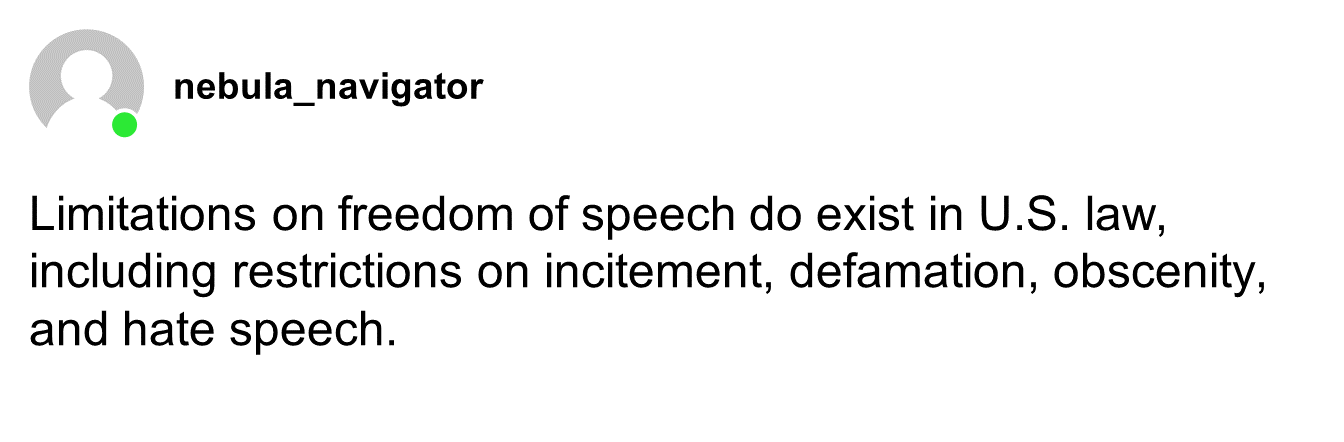 nebula_navigator
Limitations on freedom of speech do exist in U.S. law,
including restrictions on incitement, defamation, obscenity,
and hate speech.